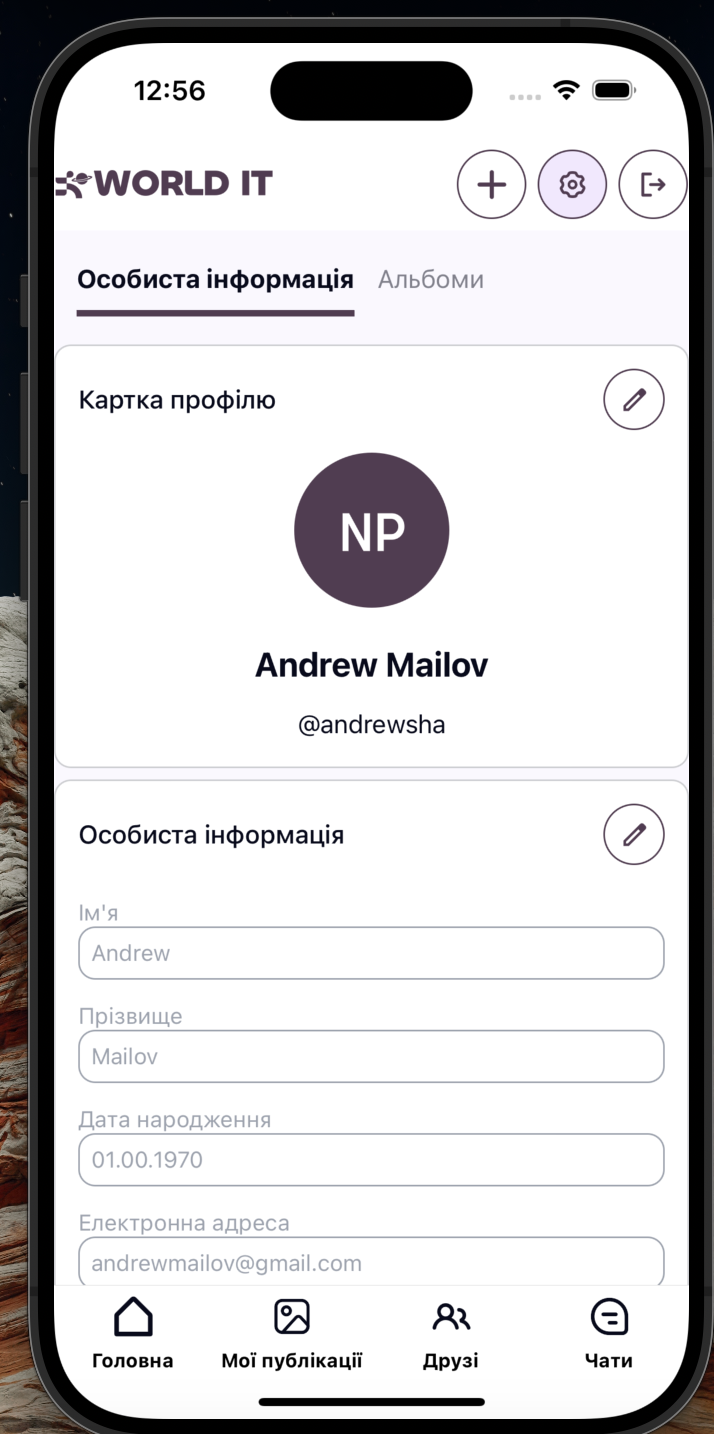 12:56
WORLD IT
Особиста інформація Альбоми
Картка профілю
NP
Andrew Mailov
@andrewsha
Особиста інформація
Ім'я
Andrew
Прізвище
Mailov
Дата народження
01.00.1970
Електронна адреса
andrewmailov@gmail.com
Головна Мої публікації Друзі Чати